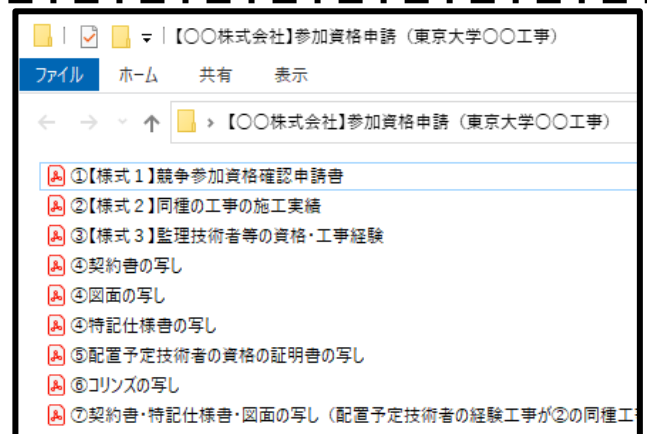 【〇〇株式会社】参加資格申請（東京大学〇〇工事）
ファイル ホーム 共有 表示
【〇〇株式会社】参加資格申請（東京大学〇〇工事）
①【様式１】競争参加資格確認申請書
②【様式２】同種の工事の施工実績
③【様式３】監理技術者等の資格・工事経験
④契約書の写し
④図面の写し
④特記仕様書の写し
⑤配置予定技術者の資格の証明書の写し
⑥コリンズの写し
⑦契約書・特記仕様書・図面の写し（配置予定技術者の経験工事が②の同種工